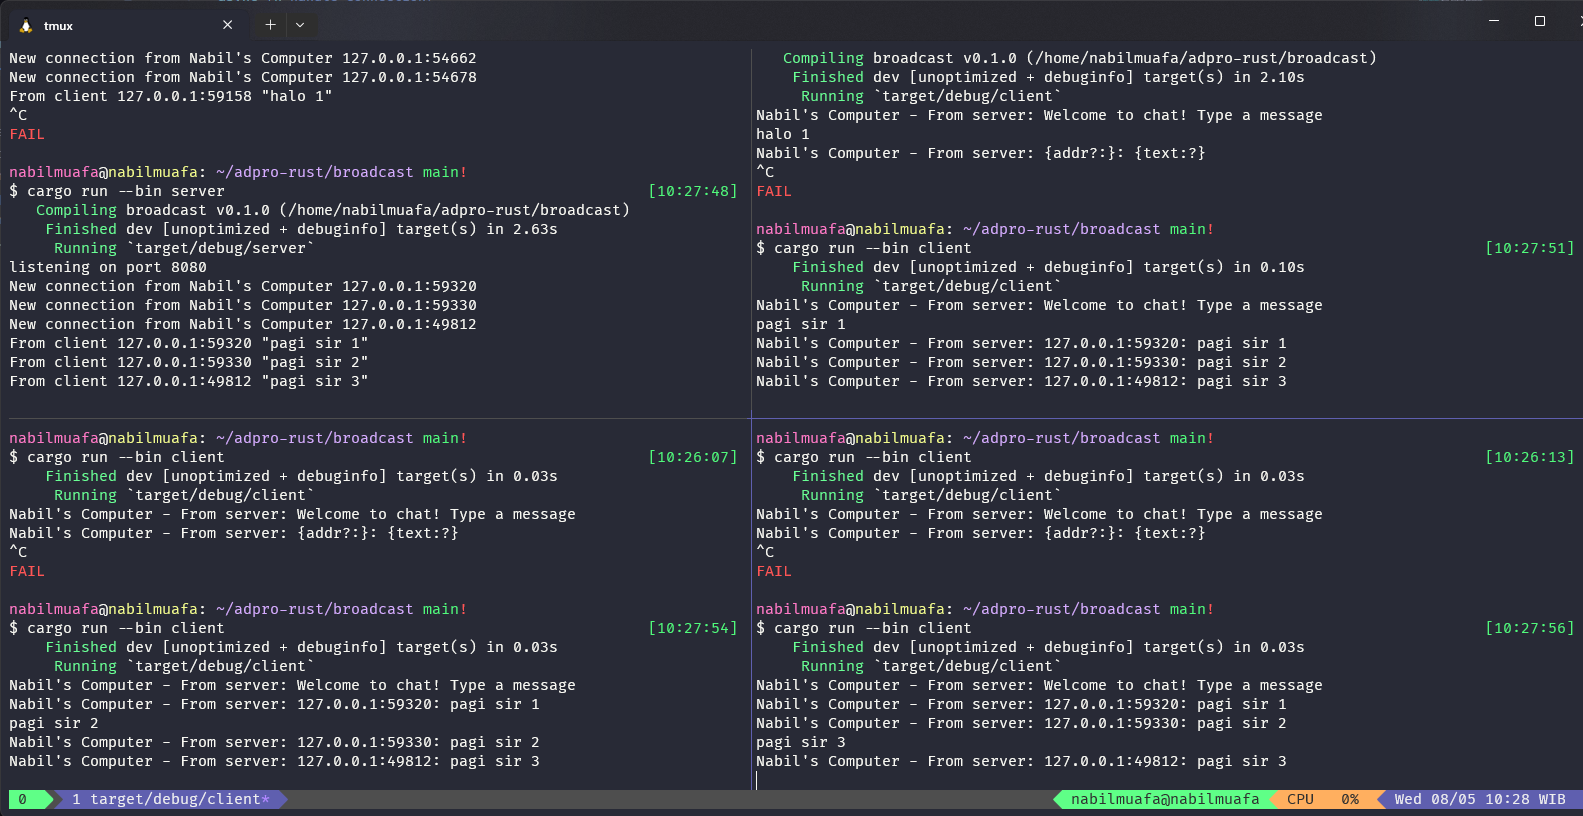 tmux
New connection from Nabil's Computer 127.0.0.1:54662
New connection from Nabil's Computer 127.0.0.1:54678
From client 127.0.0.1:59158 "halo 1"
^C
FAIL
nabilmuafa@nabilmuafa: ~/adpro-rust/broadcast main!
$ cargo run --bin server [10:27:48]
Compiling broadcast v0.1.0 (/home/nabilmuafa/adpro-rust/broadcast)
Finished dev [unoptimized + debuginfo] target(s) in 2.63s
Running `target/debug/server`
listening on port 8080
New connection from Nabil's Computer 127.0.0.1:59320
New connection from Nabil's Computer 127.0.0.1:59330
New connection from Nabil's Computer 127.0.0.1:49812
From client 127.0.0.1:59320 "pagi sir 1"
From client 127.0.0.1:59330 "pagi sir 2"
From client 127.0.0.1:49812 "pagi sir 3"
Compiling broadcast v0.1.0 (/home/nabilmuafa/adpro-rust/broadcast)
Finished dev [unoptimized + debuginfo] target(s) in 2.10s
Running `target/debug/client`
Nabil's Computer - From server: Welcome to chat! Type a message
halo 1
Nabil's Computer - From server: {addr?:}: {text:?}
^C
FAIL
nabilmuafa@nabilmuafa: ~/adpro-rust/broadcast main!
$ cargo run --bin client [10:27:51]
Finished dev [unoptimized + debuginfo] target(s) in 0.10s
Running `target/debug/client`
Nabil's Computer - From server: Welcome to chat! Type a message
pagi sir 1
Nabil's Computer - From server: 127.0.0.1:59320: pagi sir 1
Nabil's Computer - From server: 127.0.0.1:59330: pagi sir 2
Nabil's Computer - From server: 127.0.0.1:49812: pagi sir 3
nabilmuafa@nabilmuafa: ~/adpro-rust/broadcast main!
$ cargo run --bin client [10:26:07]
Finished dev [unoptimized + debuginfo] target(s) in 0.03s
Running `target/debug/client`
Nabil's Computer - From server: Welcome to chat! Type a message
Nabil's Computer - From server: {addr?:}: {text:?}
^C
FAIL
nabilmuafa@nabilmuafa: ~/adpro-rust/broadcast main!
$ cargo run --bin client [10:27:54]
Finished dev [unoptimized + debuginfo] target(s) in 0.03s
Running `target/debug/client`
Nabil's Computer - From server: Welcome to chat! Type a message
Nabil's Computer - From server: 127.0.0.1:59320: pagi sir 1
pagi sir 2
Nabil's Computer - From server: 127.0.0.1:59330: pagi sir 2
Nabil's Computer - From server: 127.0.0.1:49812: pagi sir 3
nabilmuafa@nabilmuafa: ~/adpro-rust/broadcast main!
$ cargo run --bin client [10:26:13]
Finished dev [unoptimized + debuginfo] target(s) in 0.03s
Running `target/debug/client`
Nabil's Computer - From server: Welcome to chat! Type a message
Nabil's Computer - From server: {addr?:}: {text:?}
^C
FAIL
nabilmuafa@nabilmuafa: ~/adpro-rust/broadcast main!
$ cargo run --bin client [10:27:56]
Finished dev [unoptimized + debuginfo] target(s) in 0.03s
Running `target/debug/client`
Nabil's Computer - From server: Welcome to chat! Type a message
Nabil's Computer - From server: 127.0.0.1:59320: pagi sir 1
Nabil's Computer - From server: 127.0.0.1:59330: pagi sir 2
pagi sir 3
Nabil's Computer - From server: 127.0.0.1:49812: pagi sir 3
0 1 target/debug/client* nabilmuafa@nabilmuafa CPU 0% Wed 08/05 10:28 WIB